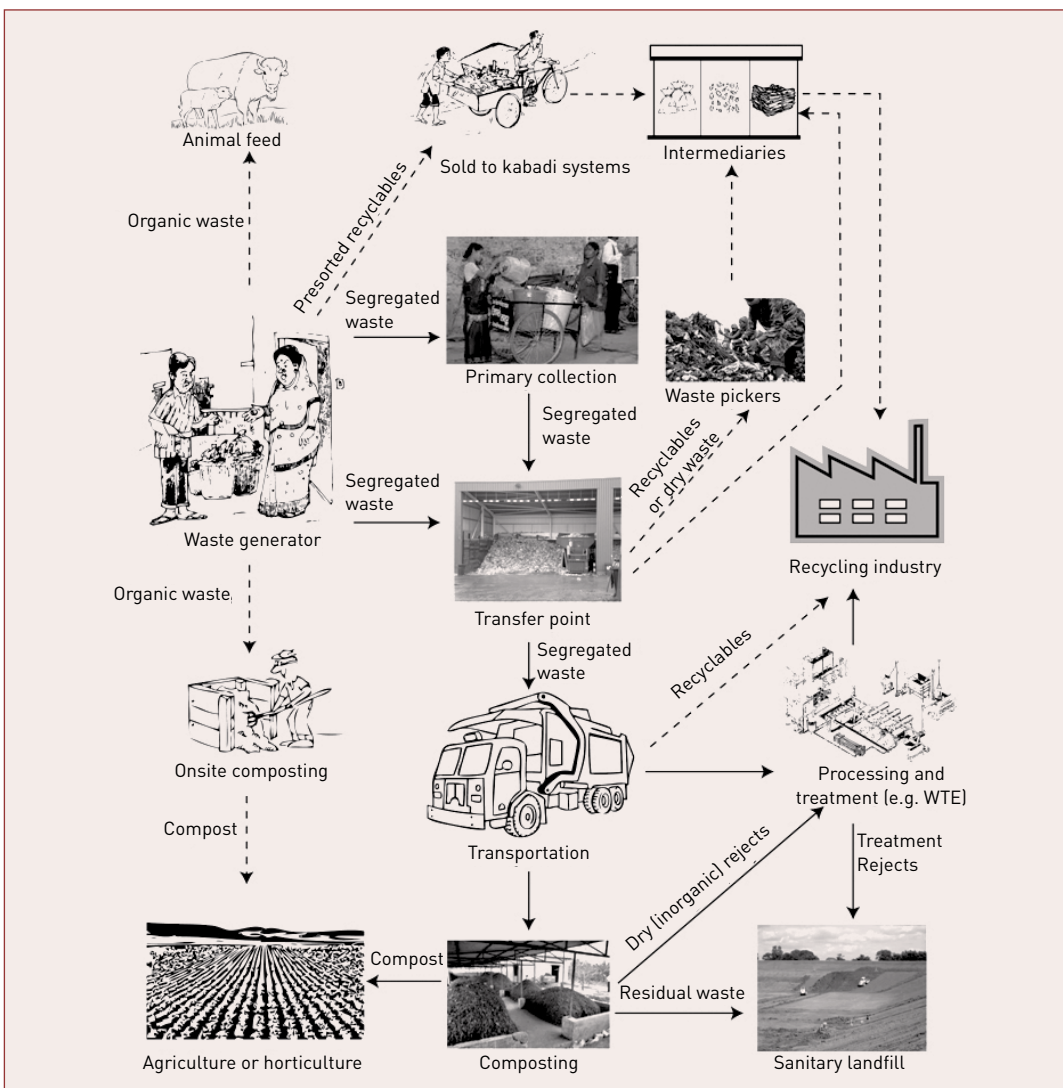 Animal feed
Sold to kabadi systems
Intermediaries
Organic waste
Presorted recyclables
Segregated
waste
Primary collection
Waste pickers
Segregated
waste
Recyclables
or dry waste
Segregated
waste
Waste generator
Transfer point
Recycling industry
Organic waste
Segregated
waste
Recyclables
Onsite composting
Processing and
treatment (e.g. WTE)
Compost
Transportation
Dry (inorganic) rejects
Treatment
Rejects
Compost
Residual waste
Agriculture or horticulture
Composting
Sanitary landfill